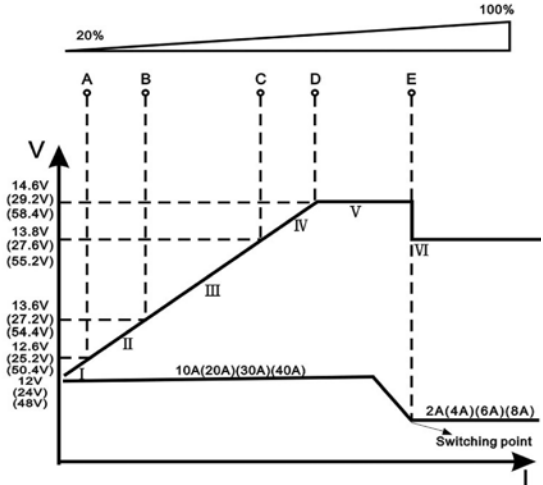 100%
20%
A B C D E
V
14.6V
(29.2V)
(58.4V)
13.8V
(27.6V)
(55.2V)
13.6V
(27.2V)
(54.4V)
12.6V
(25.2V)
(50.4V)
12V
(24V)
(48V)
I
II
III
IV
V
VI
10A(20A)(30A)(40A)
2A(4A)(6A)(8A)
Switching point
I